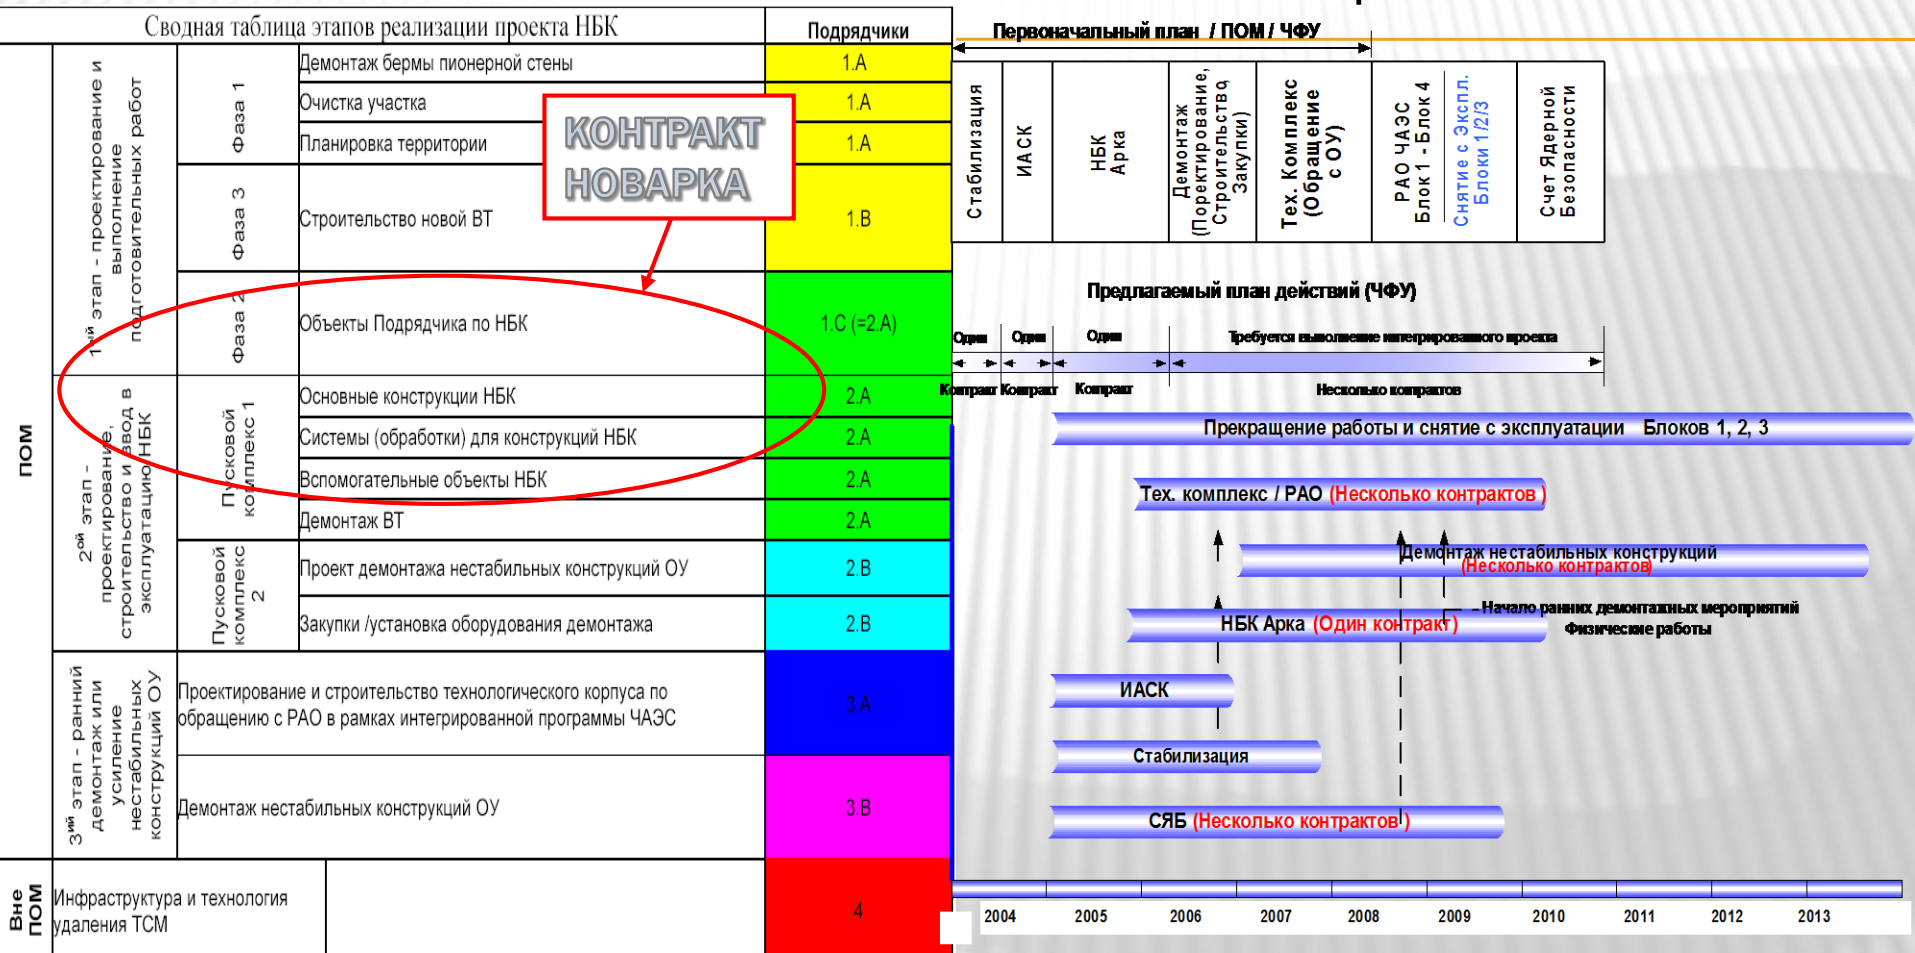 Сводная таблица этапов реализации проекта НБК
Подрядчики
ПОМ
1ый этап - проектирование и
выполнение
подготовительных работ
Фаза 1
Демонтаж бермы пионерной стены
1.А
Очистка участка
1.А
Планировка территории
1.А
Фаза 3
Строительство новой ВТ
1.В
Фаза 2
Объекты Подрядчика по НБК
1.С (=2.А)
КОНТРАКТ
НОВАРКА
2ой этап -
проектирование,
строительство и ввод в
эксплуатацию НБК
Пусковой
комплекс 1
Основные конструкции НБК
2.А
Системы (обработки) для конструкций НБК
2.А
Вспомогательные объекты НБК
2.А
Демонтаж ВТ
2.А
Пусковой
комплекс
2
Проект демонтажа нестабильных конструкций ОУ
2.В
Закупки /установка оборудования демонтажа
2.В
3ий этап - ранний
демонтаж или
усиление
нестабильных
конструкций ОУ
Проектирование и строительство технологического корпуса по
обращению с РАО в рамках интегрированной программы ЧАЭС
3.А
Демонтаж нестабильных конструкций ОУ
3.В
Вне
ПОМ
Инфраструктура и технология
удаления ТСМ
4
Первоначальный план / ПОМ / ЧФУ
Стабилизация
ИАСК
НБК
Арка
Демонтаж
(Поректирование,
Строительство,
Закупки)
Тех. Комплекс
(Обращение
с ОУ)
РАО ЧАЭС
Блок 1 - Блок 4
Снятие с Экспл.
Блоки 1/2/3
Счет Ядерной
Безопасности
Предлагаемый план действий (ЧФУ)
Один Один Один Требуется выполнение интегрированного проекта
Контракт Контракт Контракт Несколько контрактов
Прекращение работы и снятие с эксплуатации Блоков 1, 2, 3
Тех. комплекс / РАО (Несколько контрактов )
Демонтаж нестабильных конструкций
(Несколько контрактов)
Начало ранних демонтажных мероприятий
Физические работы
НБК Арка (Один контракт)
ИАСК
Стабилизация
СЯБ (Несколько контрактов )
2004 2005 2006 2007 2008 2009 2010 2011 2012 2013